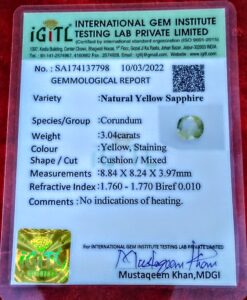 IGITL
INTERNATIONAL GEM INSTITUTE
TESTING LAB PRIVATE LIMITED
No. : SA174137798 10/03/2022
GEMMOLOGICAL REPORT
Variety : Natural Yellow Sapphire
Species/Group : Corundum
Weight : 3.04carats
Color : Yellow, Staining
Shape / Cut : Cushion / Mixed
Measurements : 8.84 X 8.24 X 3.97mm
Refractive Index : 1.760 - 1.770 Biref 0.010
Comments : No indications of heating.
For INTERNATIONAL GEM INSTITUTE TESTING LAB PRIVATE LIMITED
Mustaqeem Khan
Mustaqeem Khan,MDGI